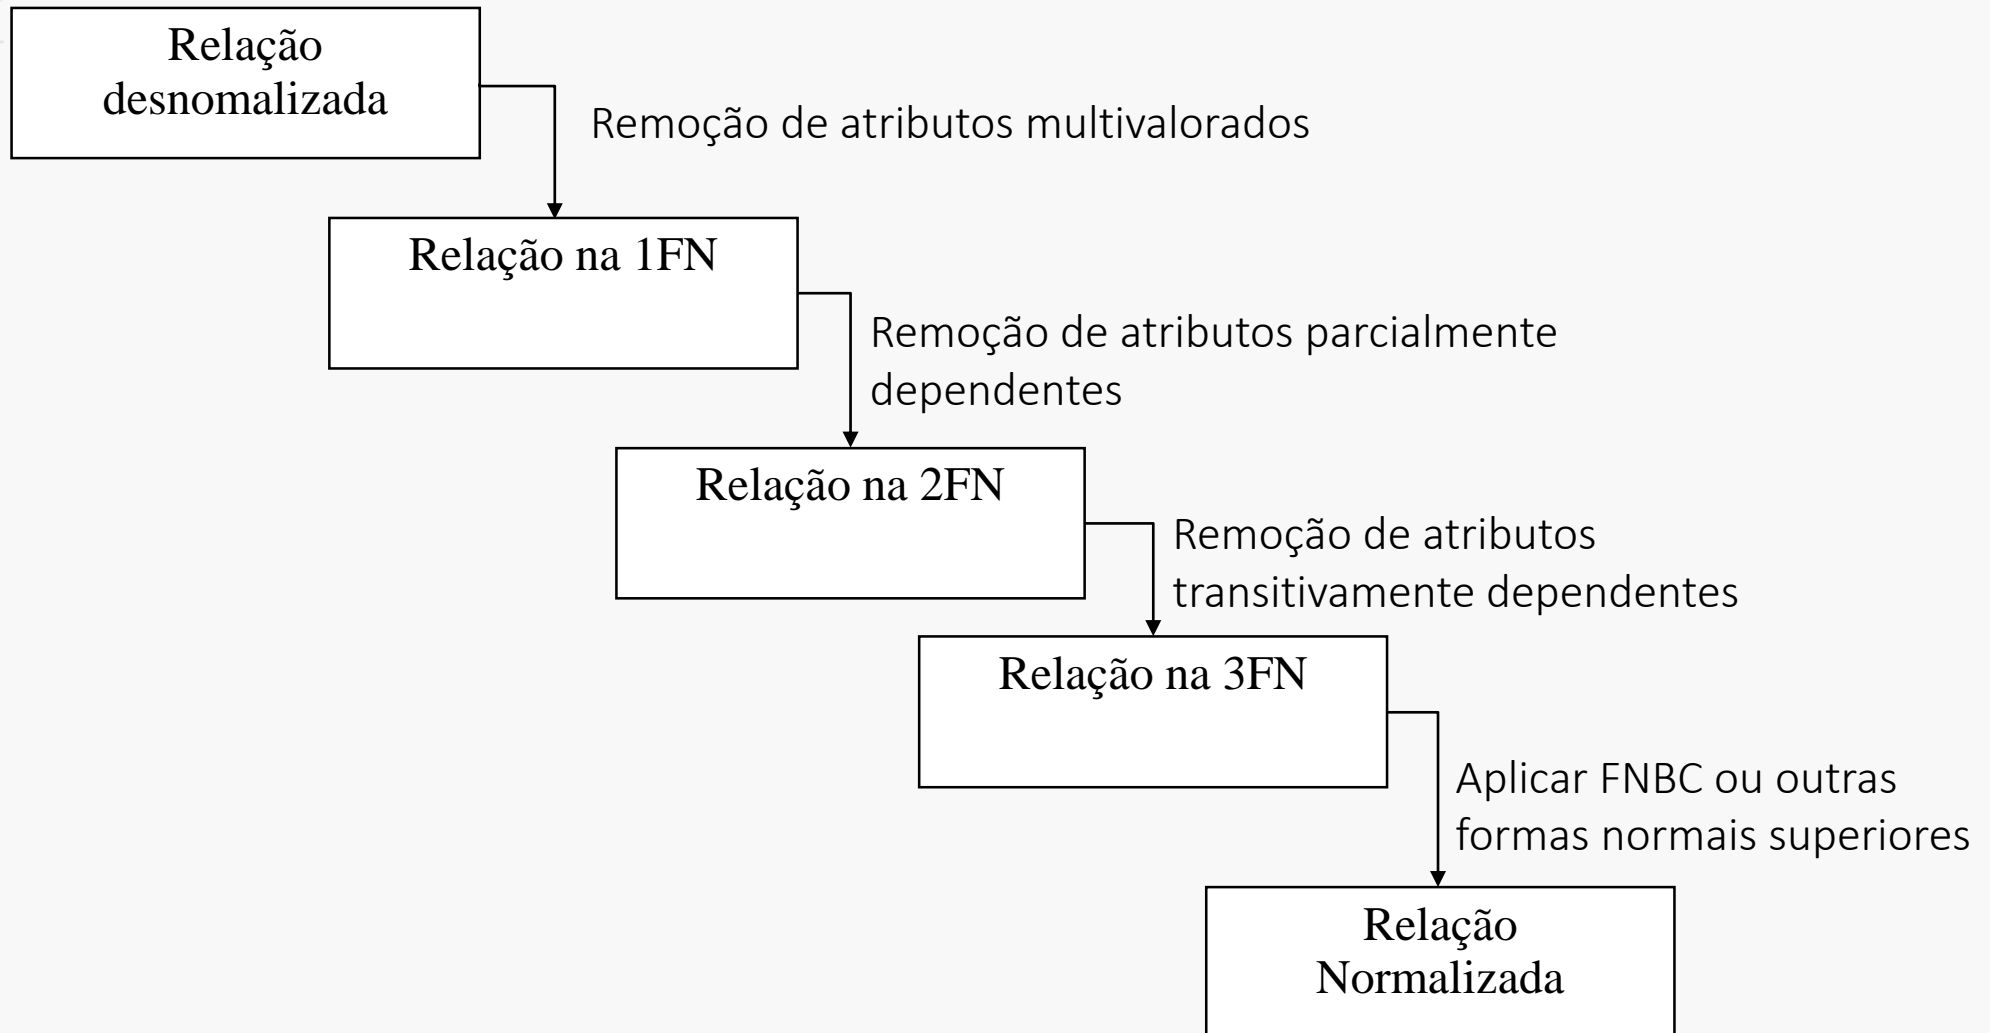 Relação
desnomalizada
Remoção de atributos multivalorados
Relação na 1FN
Remoção de atributos parcialmente
dependentes
Relação na 2FN
Remoção de atributos
transitivamente dependentes
Relação na 3FN
Aplicar FNBC ou outras
formas normais superiores
Relação
Normalizada